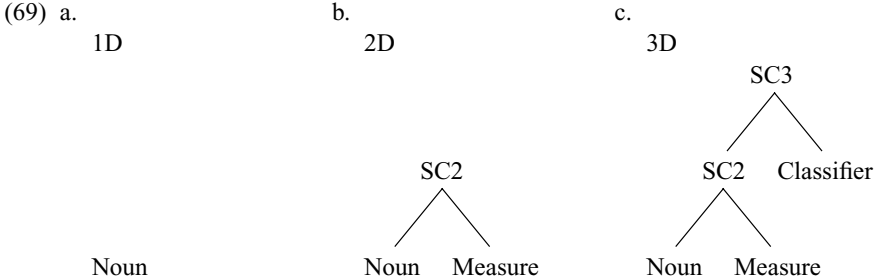 (69) a. b. c.
1D 2D 3D
SC3
SC2 SC2 Classifier
Noun Noun Measure Noun Measure